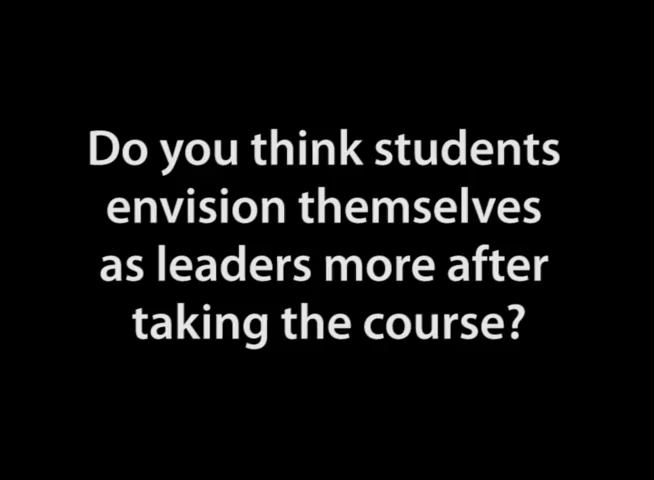 Do you think students
envision themselves
as leaders more after
taking the course?